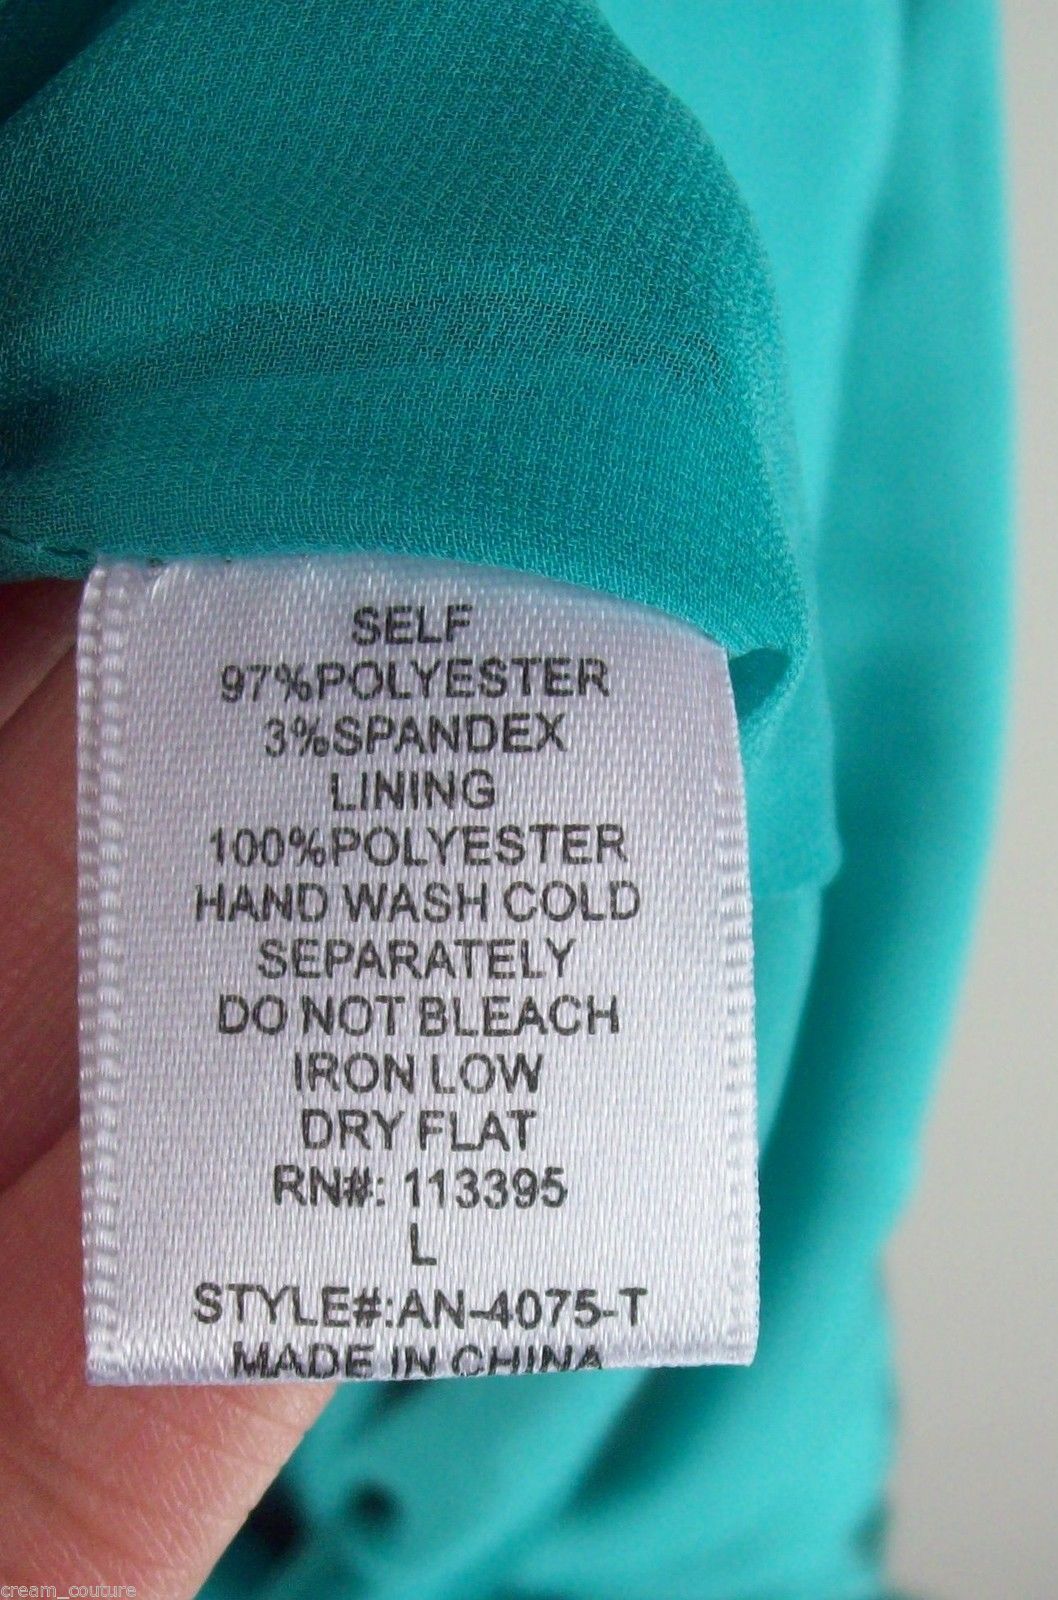 SELF
97%POLYESTER
3%SPANDEX
LINING
100%POLYESTER
HAND WASH COLD
SEPARATELY
DO NOT BLEACH
IRON LOW
DRY FLAT
RN#: 113395
L
STYLE#:AN-4075-T
MADE IN CHINA
cream_couture